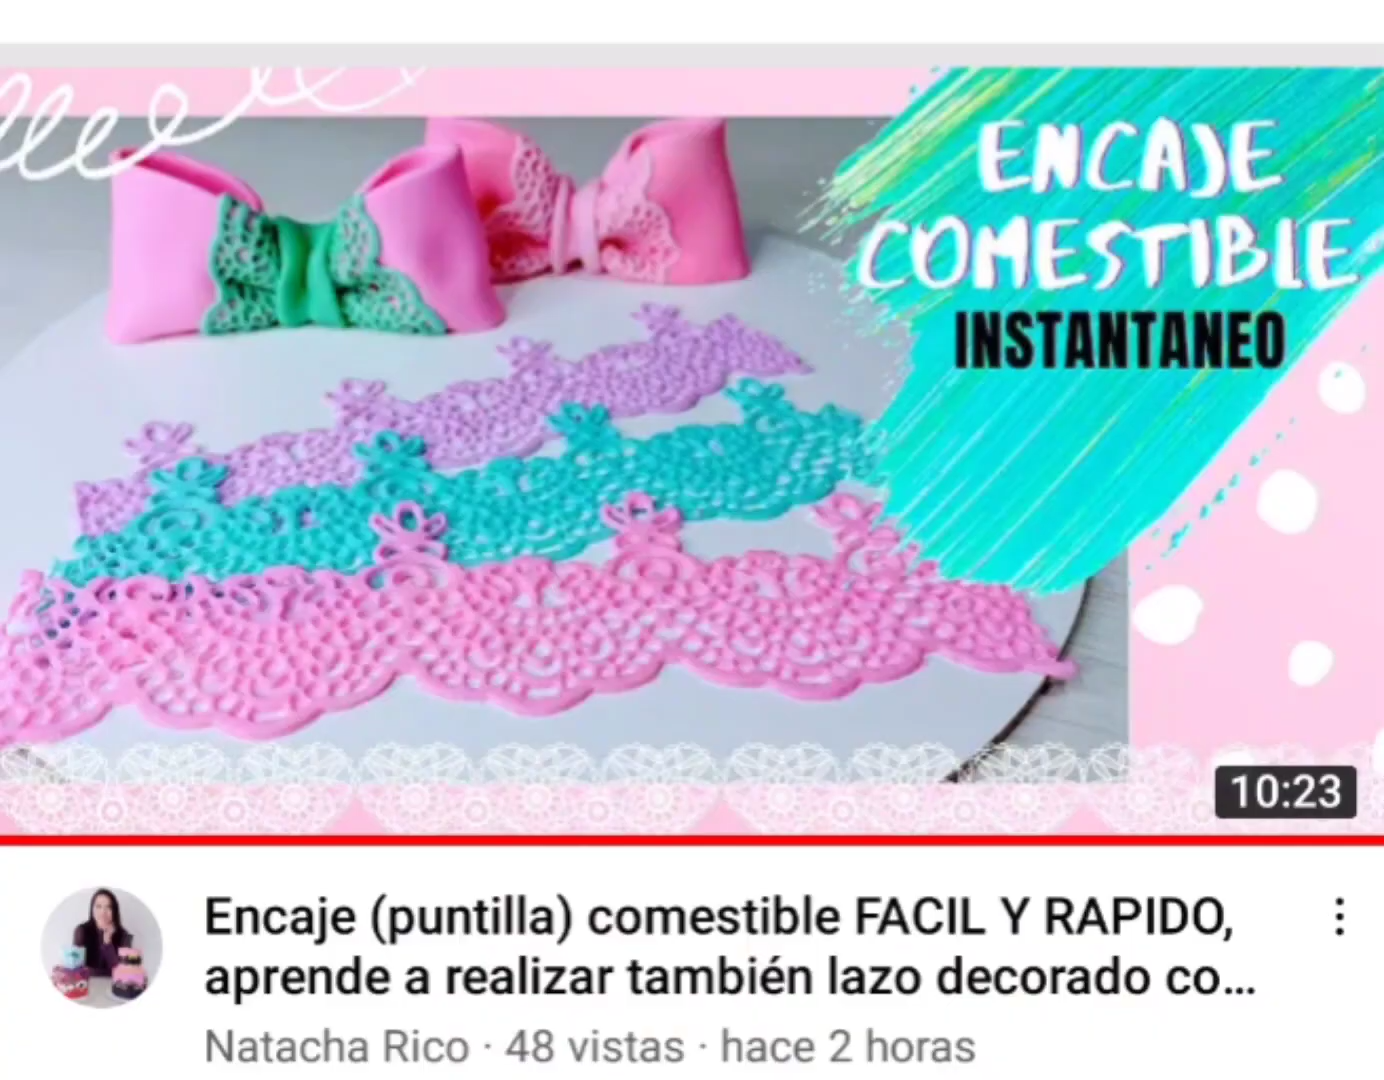 ENCAJE
COMESTIBLE
INSTANTANEO
10:23
Encaje (puntilla) comestible FACIL Y RAPIDO,
aprende a realizar también lazo decorado co...
Natacha Rico · 48 vistas · hace 2 horas